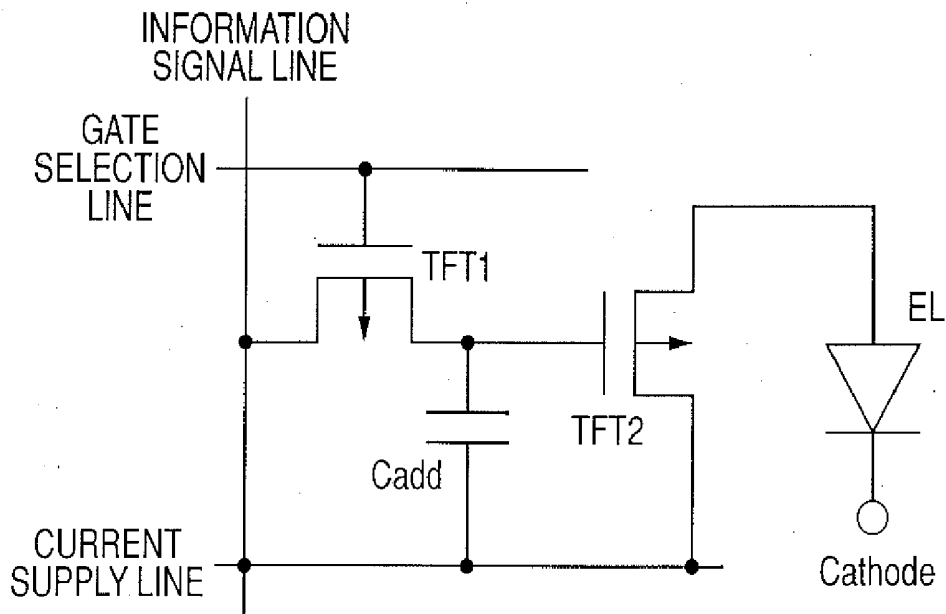 INFORMATION
SIGNAL LINE
GATE
SELECTION
LINE
TFT1
EL
TFT2
Cadd
CURRENT
SUPPLY LINE
Cathode